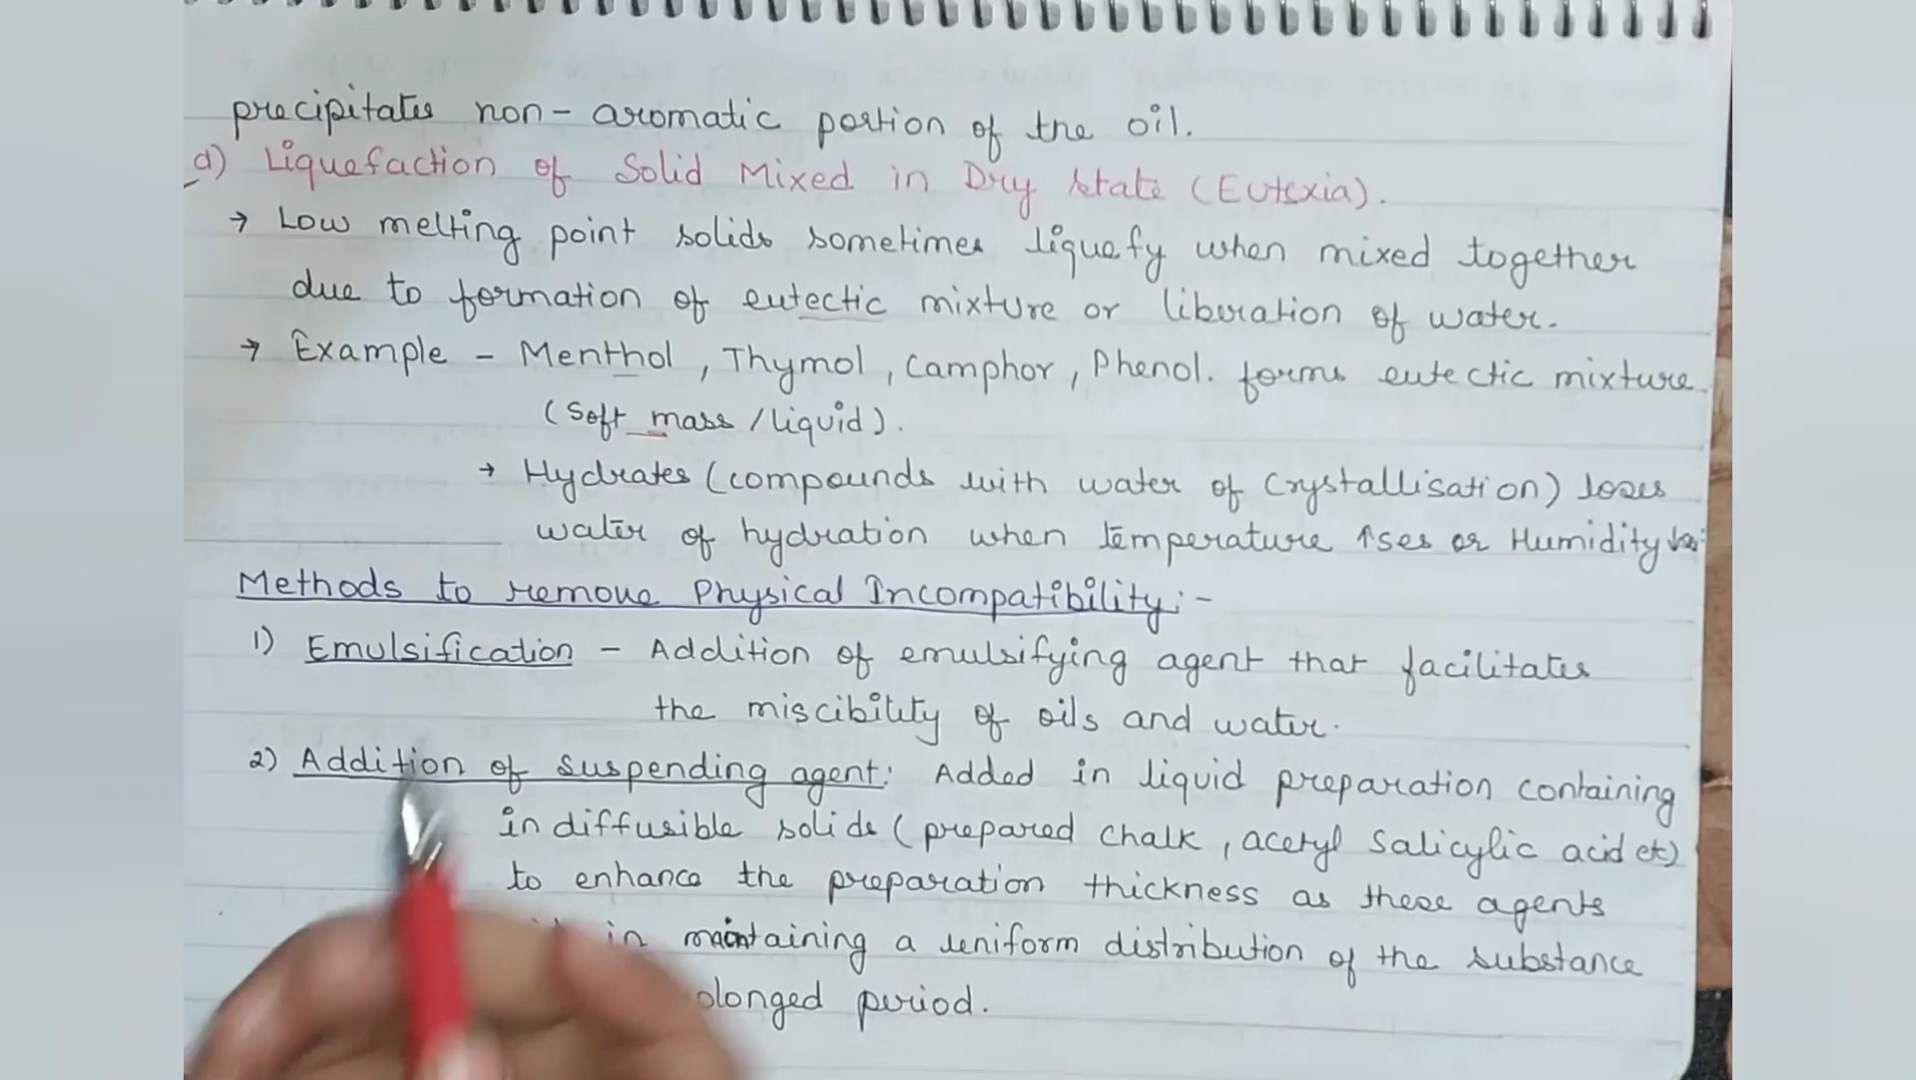 precipitates non-aromatic portion of the oil.
d) Liquefaction of Solid Mixed in Dry State (Eutexia).
→ Low melting point solids sometimes liquefy when mixed together
due to formation of eutectic mixture or liberation of water.
→ Example - Menthol, Thymol, Camphor, Phenol. forms eutectic mixture
(soft mass/liquid).
→ Hydrates (compounds with water of Crystallisation) loses
water of hydration when temperature ↑ses or Humidity
Methods to remove Physical Incompatibility:-
1) Emulsification - Addition of emulsifying agent that facilitates
the miscibility of oils and water.
2) Addition of suspending agent: Added in liquid preparation containing
indiffusible solids (prepared chalk, acetyl salicylic acid etc)
to enhance the preparation thickness as these agents
in maintaining a uniform distribution of the substance
olonged period.